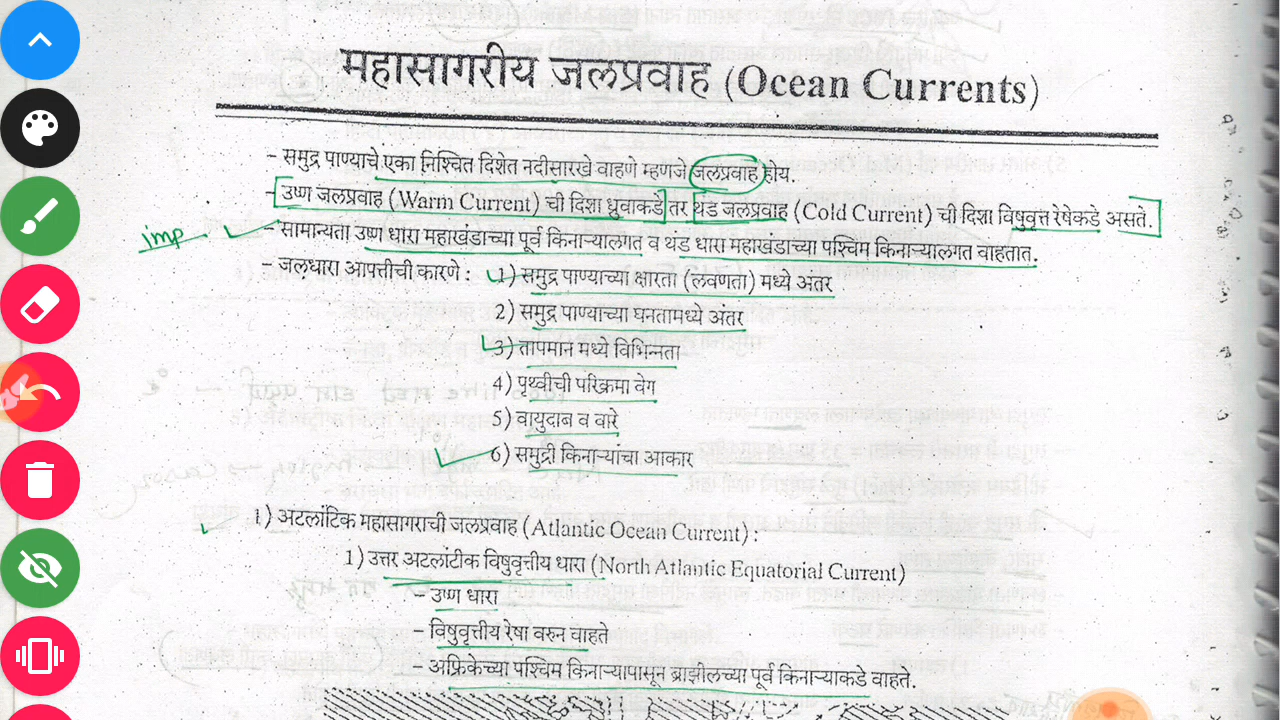 महासागरीय जलप्रवाह (Ocean Currents)
- समुद्र पाण्याचे एका निश्चित दिशेत नदीसारखे वाहणे म्हणजे जलप्रवाह होय.
- उष्ण जलप्रवाह (Warm Current) ची दिशा ध्रुवाकडे तर थंड जलप्रवाह (Cold Current) ची दिशा विषुववृत्त रेषेकडे असते.
imp
- सामान्यता उष्ण धारा महाखंडाच्या पूर्व किनाऱ्यालगत व थंड धारा महाखंडाच्या पश्चिम किनाऱ्यालगत वाहतात.
- जलधारा आपत्तीची कारणे : 1) समुद्र पाण्याच्या क्षारता (लवणता) मध्ये अंतर
2) समुद्र पाण्याच्या घनतामध्ये अंतर
3) तापमान मध्ये विभिन्नता
4) पृथ्वीची परिक्रमा वेग
5) वायुदाब व वारे
6) समुद्री किनाऱ्यांचा आकार
1) अटलांटिक महासागराची जलप्रवाह (Atlantic Ocean Current) :
1) उत्तर अटलांटीक विषुवृत्तीय धारा (North Atlantic Equatorial Current)
- उष्ण धारा
- विषुवृत्तीय रेषा वरुन वाहते
- अफ्रिकेच्या पश्चिम किनाऱ्यापासून ब्राझीलच्या पूर्व किनाऱ्याकडे वाहते.